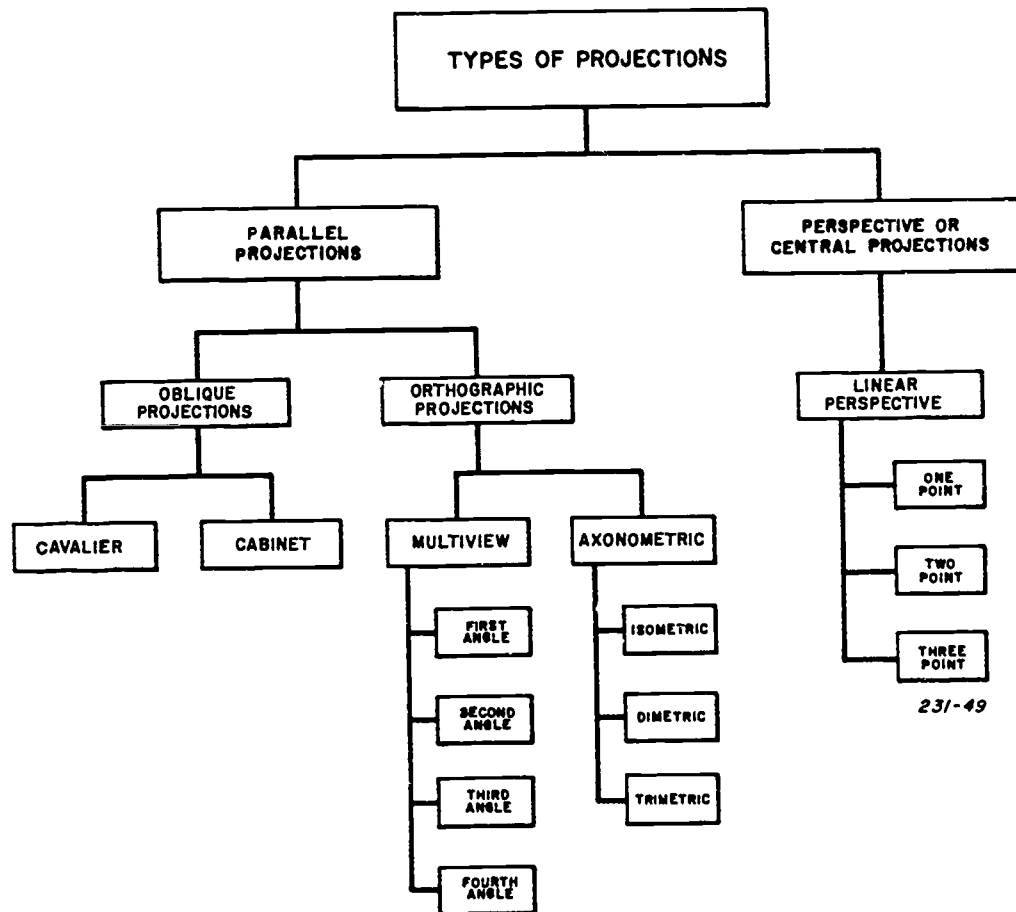 TYPES OF PROJECTIONS
PARALLEL
PROJECTIONS
PERSPECTIVE OR
CENTRAL PROJECTIONS
OBLIQUE
PROJECTIONS
ORTHOGRAPHIC
PROJECTIONS
LINEAR
PERSPECTIVE
CAVALIER
CABINET
MULTIVIEW
AXONOMETRIC
FIRST
ANGLE
SECOND
ANGLE
THIRD
ANGLE
FOURTH
ANGLE
ISOMETRIC
DIMETRIC
TRIMETRIC
ONE
POINT
TWO
POINT
THREE
POINT
231-49